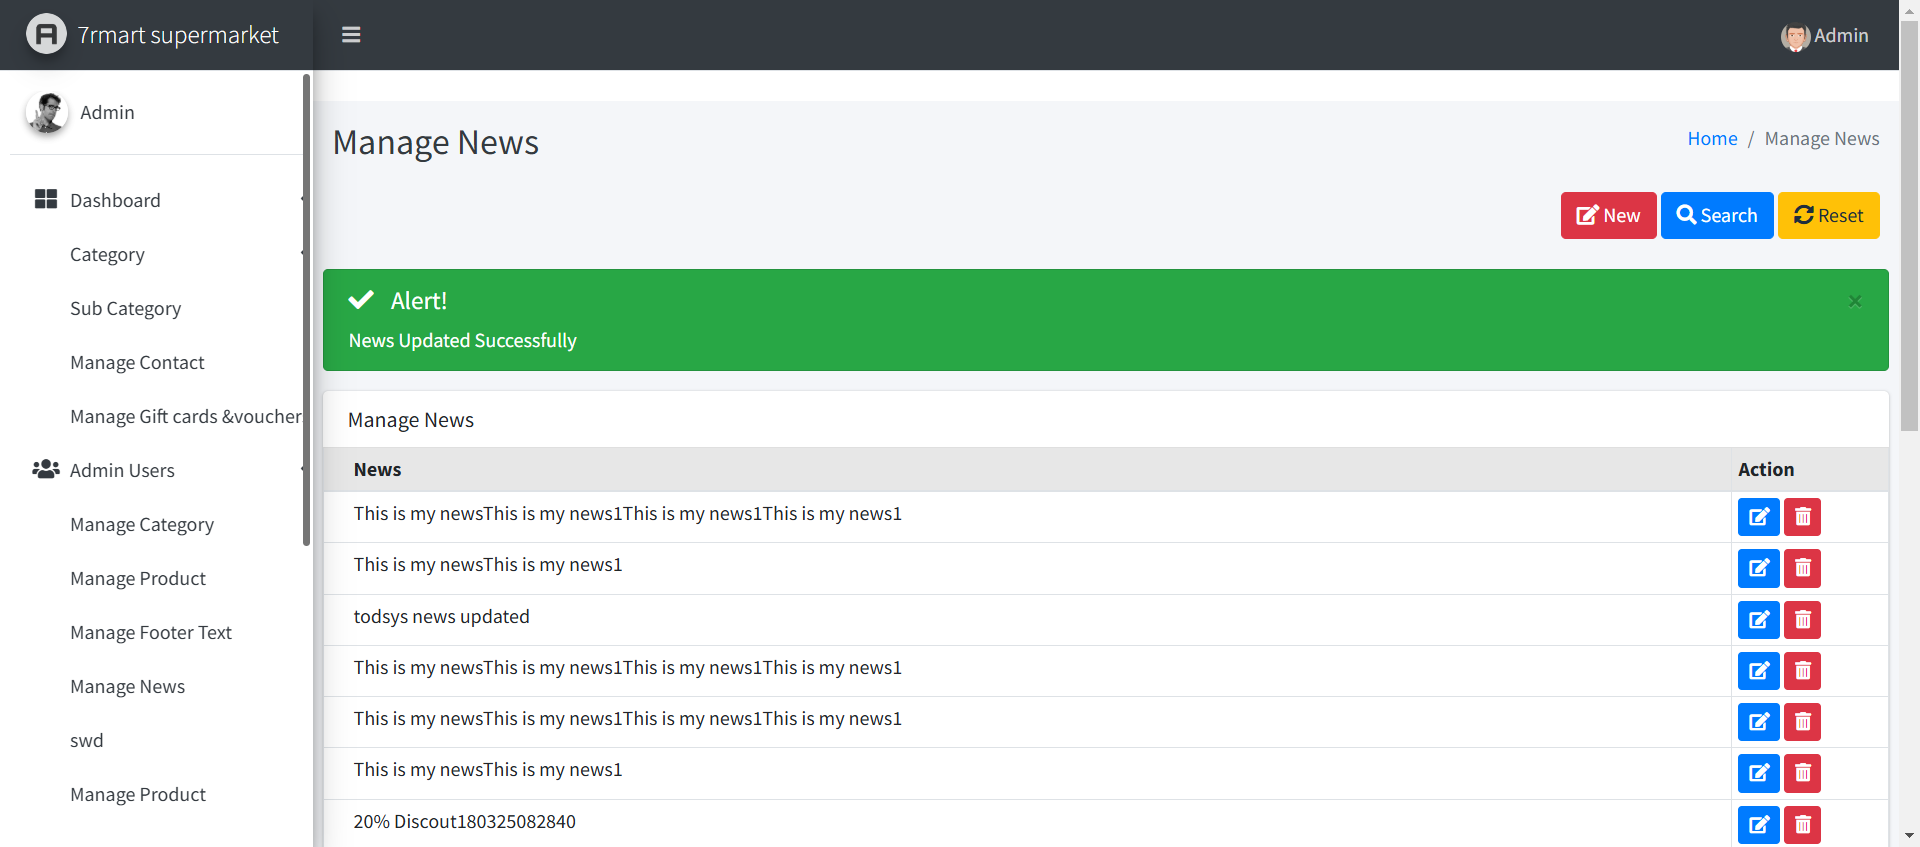 7rmart supermarket
Admin
Admin
Dashboard
Category
Sub Category
Manage Contact
Manage Gift cards &voucher
Admin Users
Manage Category
Manage Product
Manage Footer Text
Manage News
swd
Manage Product
Manage News
Home / Manage News
New Search Reset
Alert!
×
News Updated Successfully
Manage News
News Action
This is my newsThis is my news1This is my news1This is my news1
This is my newsThis is my news1
todsys news updated
This is my newsThis is my news1This is my news1This is my news1
This is my newsThis is my news1This is my news1This is my news1
This is my newsThis is my news1
20% Discout180325082840